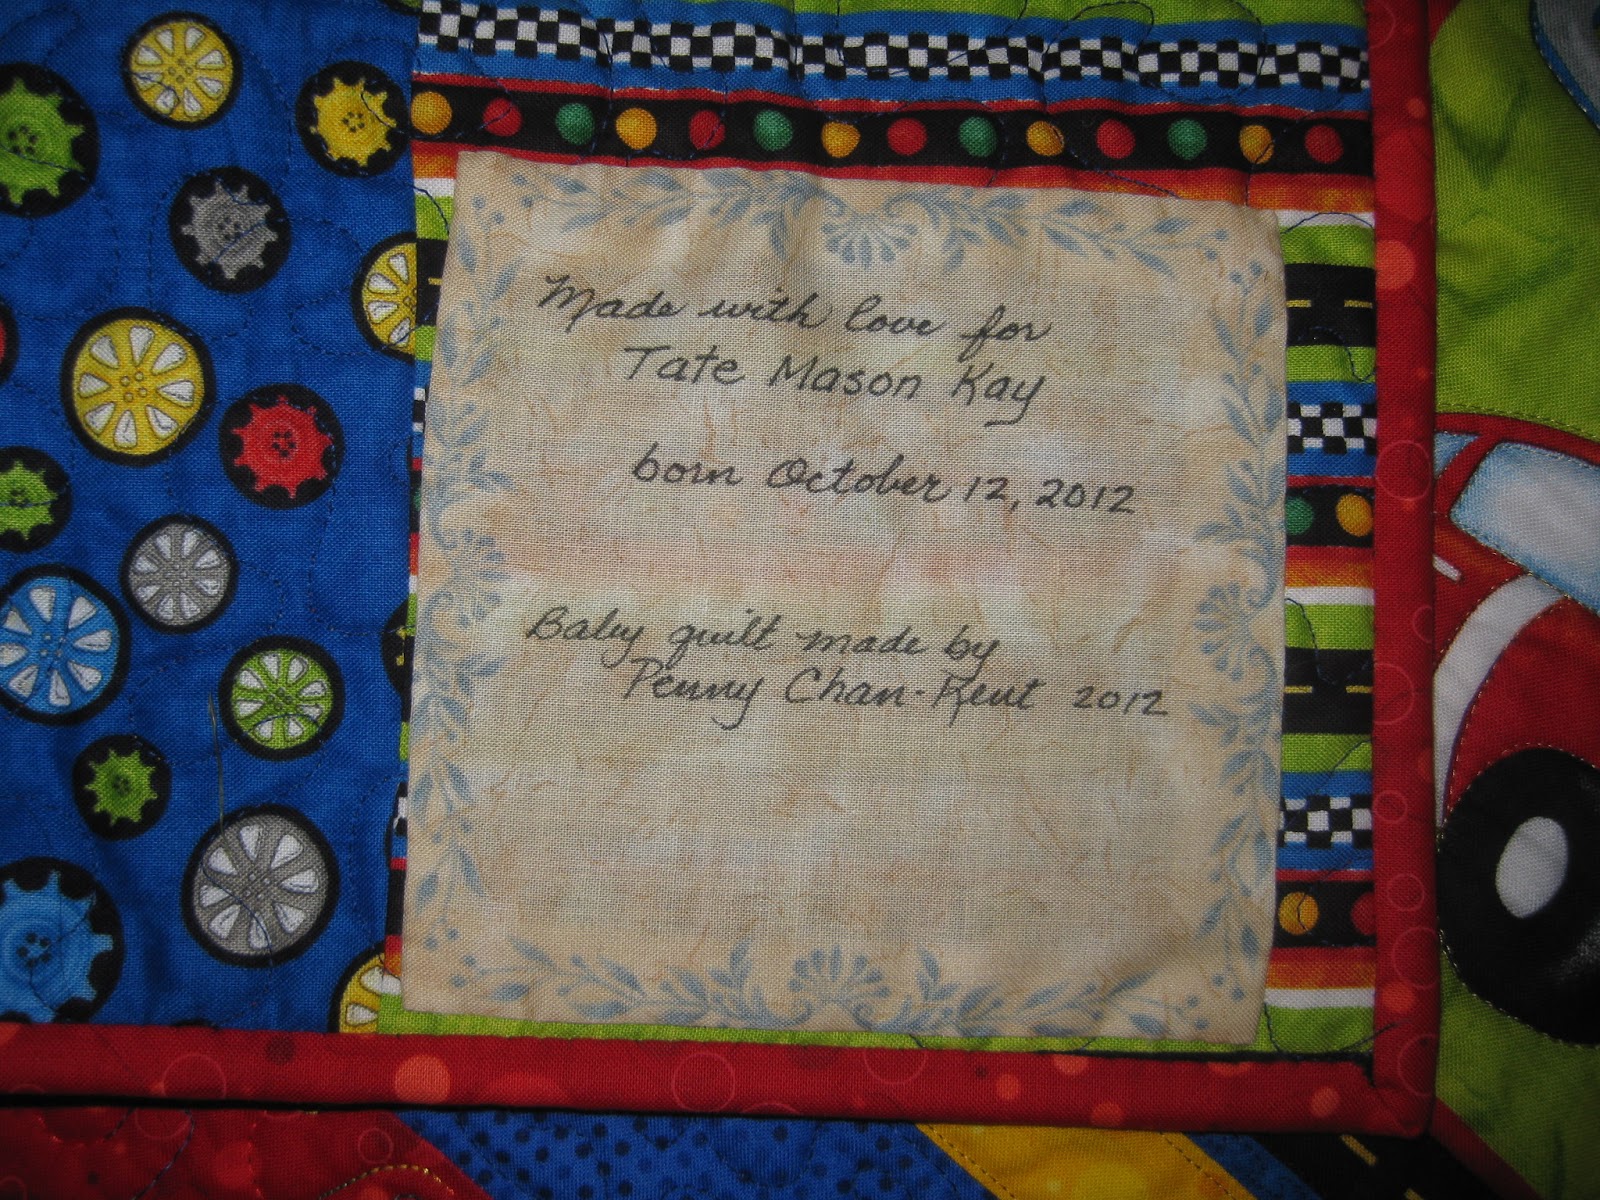 Made with love for
Tate Mason Kay
born October 12, 2012
Baby quilt made by
Penny Chan-Kent 2012